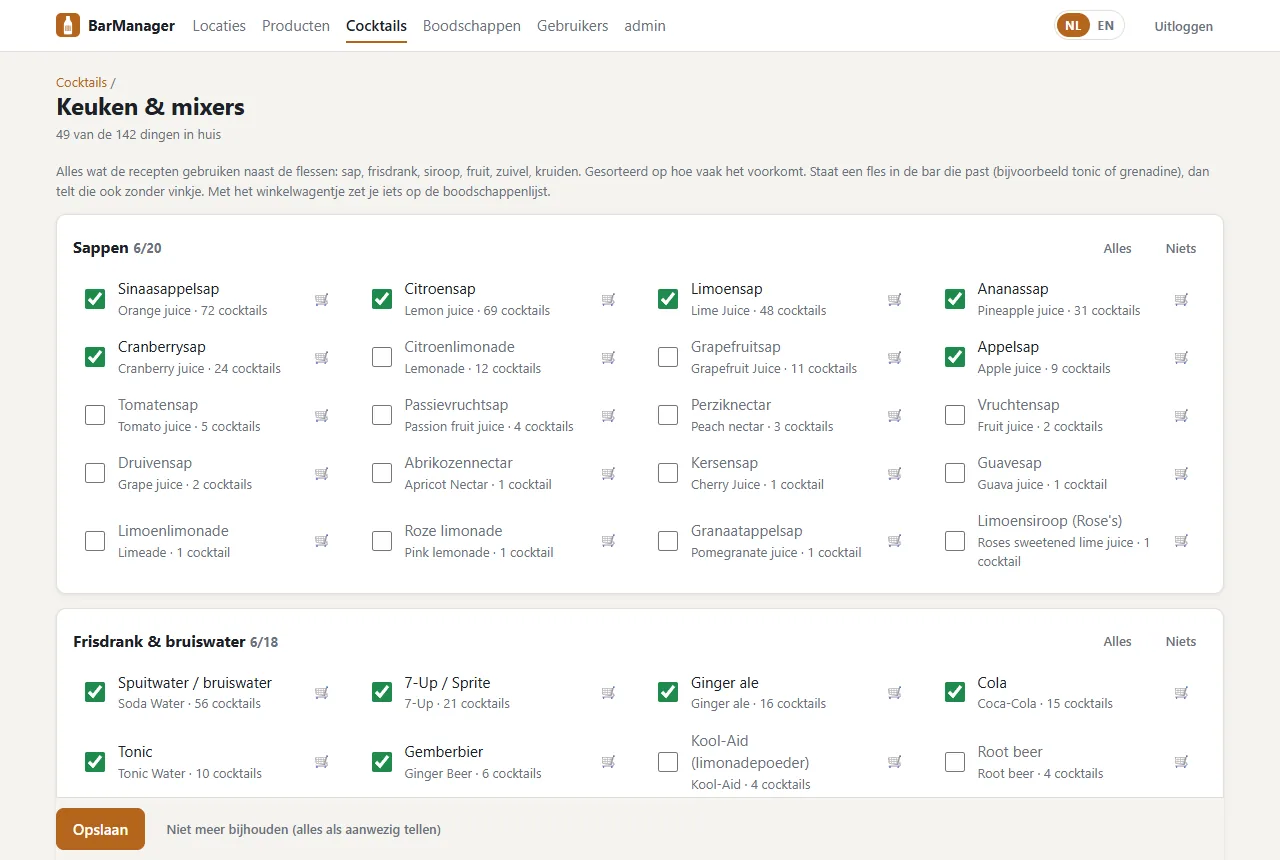 BarManager Locaties Producten Cocktails Boodschappen Gebruikers admin NL EN Uitloggen
Cocktails /
Keuken & mixers
49 van de 142 dingen in huis
Alles wat de recepten gebruiken naast de flessen: sap, frisdrank, siroop, fruit, zuivel, kruiden. Gesorteerd op hoe vaak het voorkomt. Staat een fles in de bar die past (bijvoorbeeld tonic of grenadine), dan
telt die ook zonder vinkje. Met het winkelwagentje zet je iets op de boodschappenlijst.
Sappen 6/20 Alles Niets
Sinaasappelsap Citroensap Limoensap Ananassap
Orange juice · 72 cocktails Lemon juice · 69 cocktails Lime Juice · 48 cocktails Pineapple juice · 31 cocktails
Cranberrysap Citroenlimonade Grapefruitsap Appelsap
Cranberry juice · 24 cocktails Lemonade · 12 cocktails Grapefruit Juice · 11 cocktails Apple juice · 9 cocktails
Tomatensap Passievruchtsap Perziknectar Vruchtensap
Tomato juice · 5 cocktails Passion fruit juice · 4 cocktails Peach nectar · 3 cocktails Fruit juice · 2 cocktails
Druivensap Abrikozennectar Kersensap Guavesap
Grape juice · 2 cocktails Apricot Nectar · 1 cocktail Cherry Juice · 1 cocktail Guava juice · 1 cocktail
Limoenlimonade Roze limonade Granaatappelsap Limoensiroop (Rose's)
Limeade · 1 cocktail Pink lemonade · 1 cocktail Pomegranate juice · 1 cocktail Roses sweetened lime juice · 1
cocktail
Frisdrank & bruiswater 6/18 Alles Niets
Spuitwater / bruiswater 7-Up / Sprite Ginger ale Cola
Soda Water · 56 cocktails 7-Up · 21 cocktails Ginger ale · 16 cocktails Coca-Cola · 15 cocktails
Tonic Gemberbier Kool-Aid Root beer
(limonadepoeder)
Tonic Water · 10 cocktails Ginger Beer · 6 cocktails Kool-Aid · 4 cocktails Root beer · 4 cocktails
Opslaan Niet meer bijhouden (alles als aanwezig tellen)